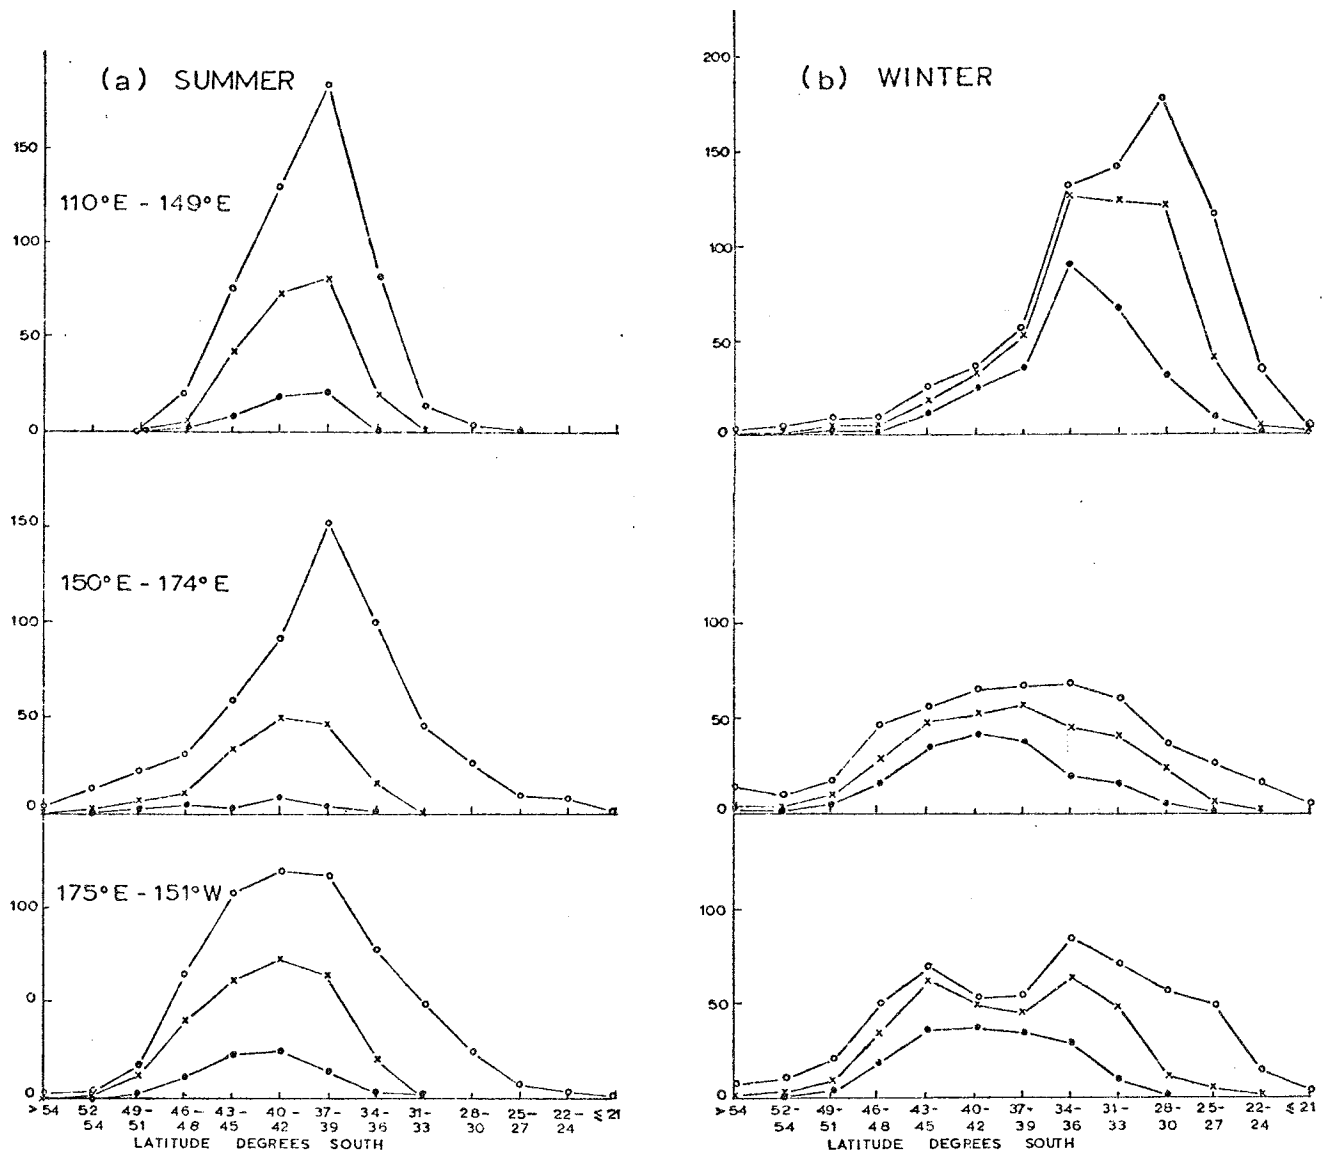 (a) SUMMER
150
100
50
0
110°E - 149°E
150
100
50
0
150°E - 174°E
100
0
0
175°E - 151°W
> 54 52- 49- 46- 43- 40- 37- 34- 31- 28- 25- 22- ≤ 21
54 51 48 45 42 39 36 33 30 27 24
LATITUDE DEGREES SOUTH
(b) WINTER
200
150
100
50
0
100
50
0
100
50
0
> 54 52- 49- 46- 43- 40- 37- 34- 31- 28- 25- 22- ≤ 21
54 51 48 45 42 39 36 33 30 27 24
LATITUDE DEGREES SOUTH